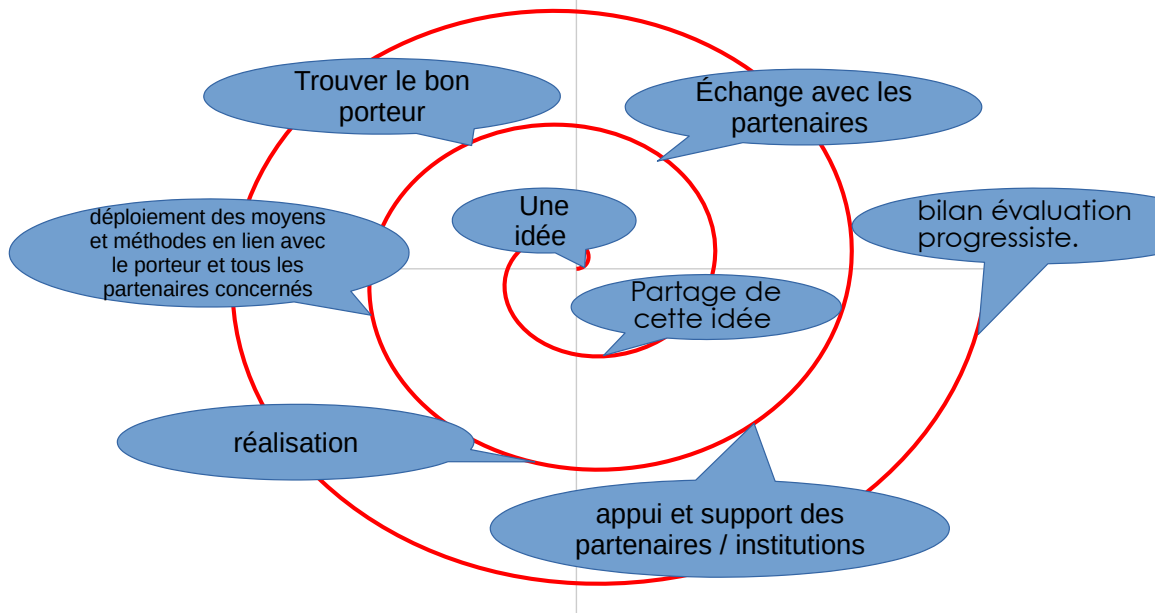 Trouver le bon
porteur
Échange avec les
partenaires
Une
idée
bilan évaluation
progressiste.
déploiement des moyens
et méthodes en lien avec
le porteur et tous les
partenaires concernés
Partage de
cette idée
réalisation
appui et support des
partenaires / institutions